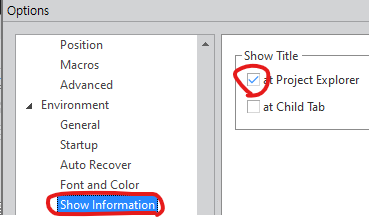 Options
Position
Macros
Advanced
Environment
General
Startup
Auto Recover
Font and Color
Show Information
Show Title
at Project Explorer
at Child Tab